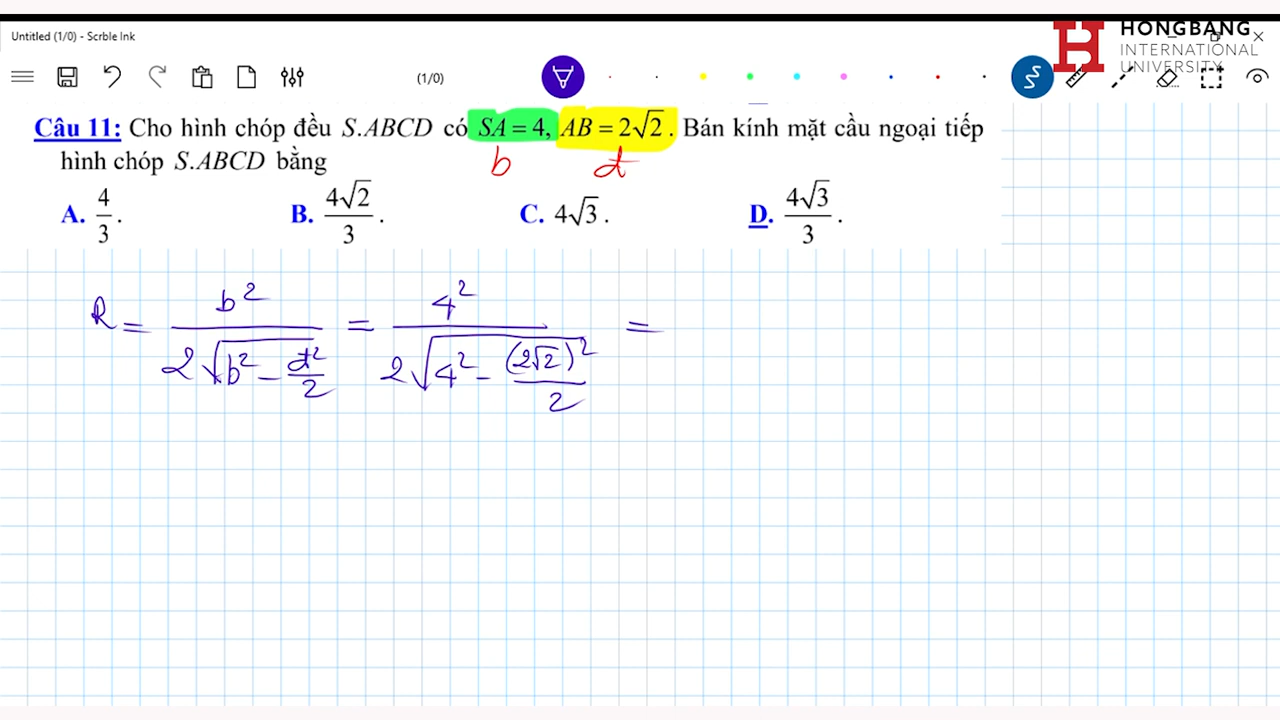 Untitled (1/0) - Scrble Ink
HONGBANG
INTERNATIONAL
UNIVERSITY
(1/0)
Câu 11: Cho hình chóp đều S.ABCD có SA = 4, AB = 2√2. Bán kính mặt cầu ngoại tiếp
hình chóp S.ABCD bằng
b d
A. 4/3. B. 4√2/3. C. 4√3. D. 4√3/3.
R = b²/(2√(b² - d²/2)) = 4²/(2√(4² - (2√2)²/2)) =